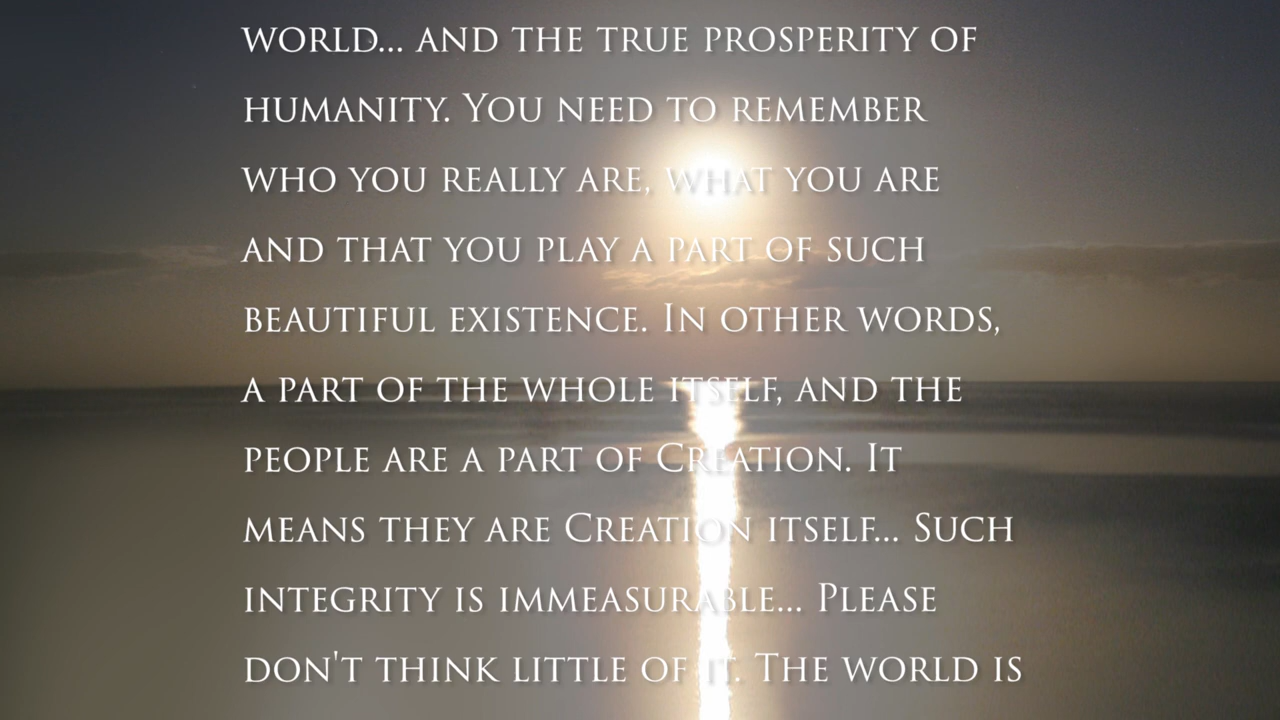 WORLD... AND THE TRUE PROSPERITY OF
HUMANITY. YOU NEED TO REMEMBER
WHO YOU REALLY ARE, WHAT YOU ARE
AND THAT YOU PLAY A PART OF SUCH
BEAUTIFUL EXISTENCE. IN OTHER WORDS,
A PART OF THE WHOLE ITSELF, AND THE
PEOPLE ARE A PART OF CREATION. IT
MEANS THEY ARE CREATION ITSELF... SUCH
INTEGRITY IS IMMEASURABLE... PLEASE
DON'T THINK LITTLE OF IT. THE WORLD IS